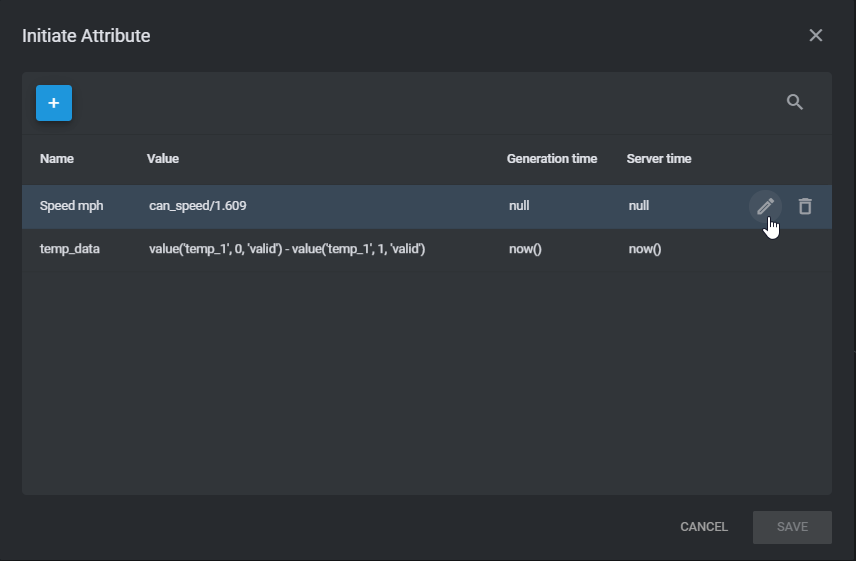 Initiate Attribute
+
Name Value Generation time Server time
Speed mph can_speed/1.609 null null
temp_data value('temp_1', 0, 'valid') - value('temp_1', 1, 'valid') now() now()
CANCEL SAVE